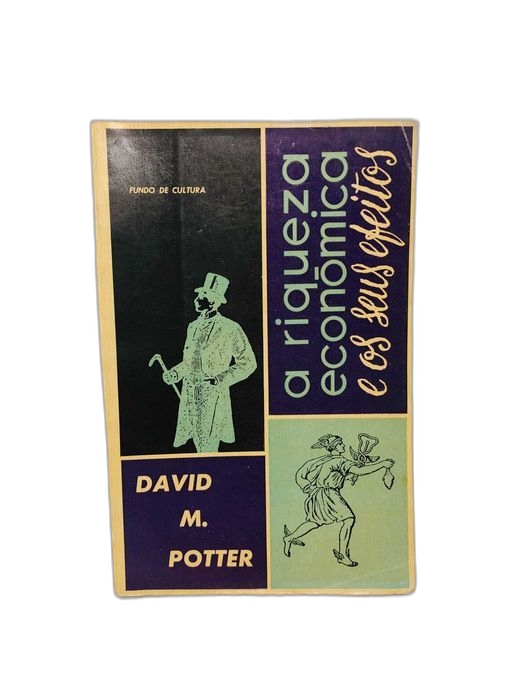 FUNDO DE CULTURA
a riqueza
econômica
e os seus efeitos
DAVID
M.
POTTER